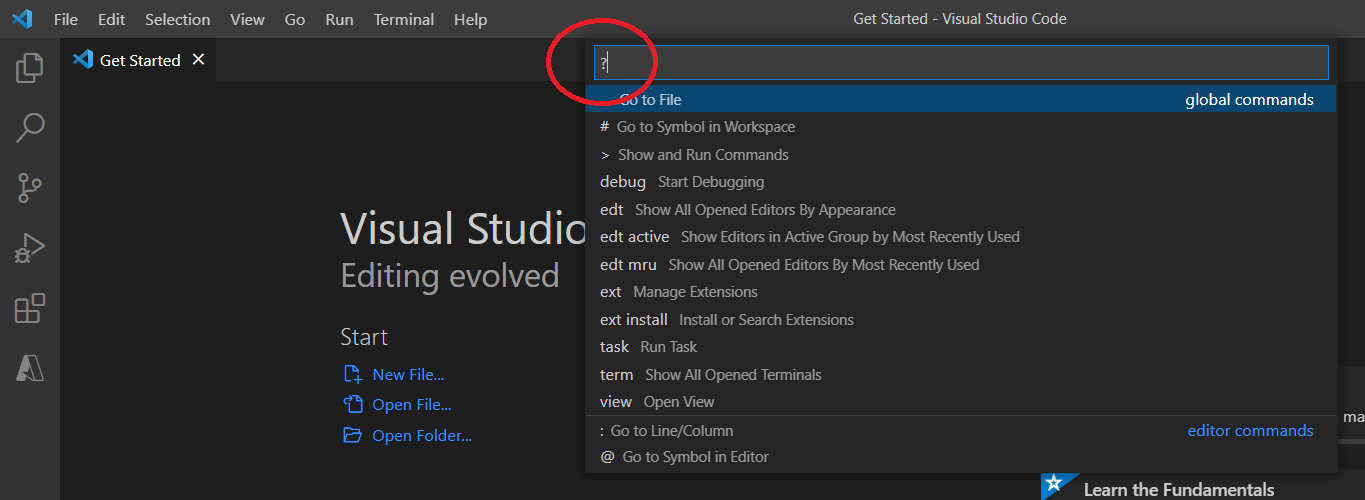 File Edit Selection View Go Run Terminal Help Get Started - Visual Studio Code
Get Started
?
Go to File global commands
# Go to Symbol in Workspace
> Show and Run Commands
debug Start Debugging
edt Show All Opened Editors By Appearance
edt active Show Editors in Active Group by Most Recently Used
edt mru Show All Opened Editors By Most Recently Used
ext Manage Extensions
ext install Install or Search Extensions
task Run Task
term Show All Opened Terminals
view Open View
: Go to Line/Column editor commands
@ Go to Symbol in Editor
Visual Studio
Editing evolved
Start
New File...
Open File...
Open Folder...
ma
Learn the Fundamentals